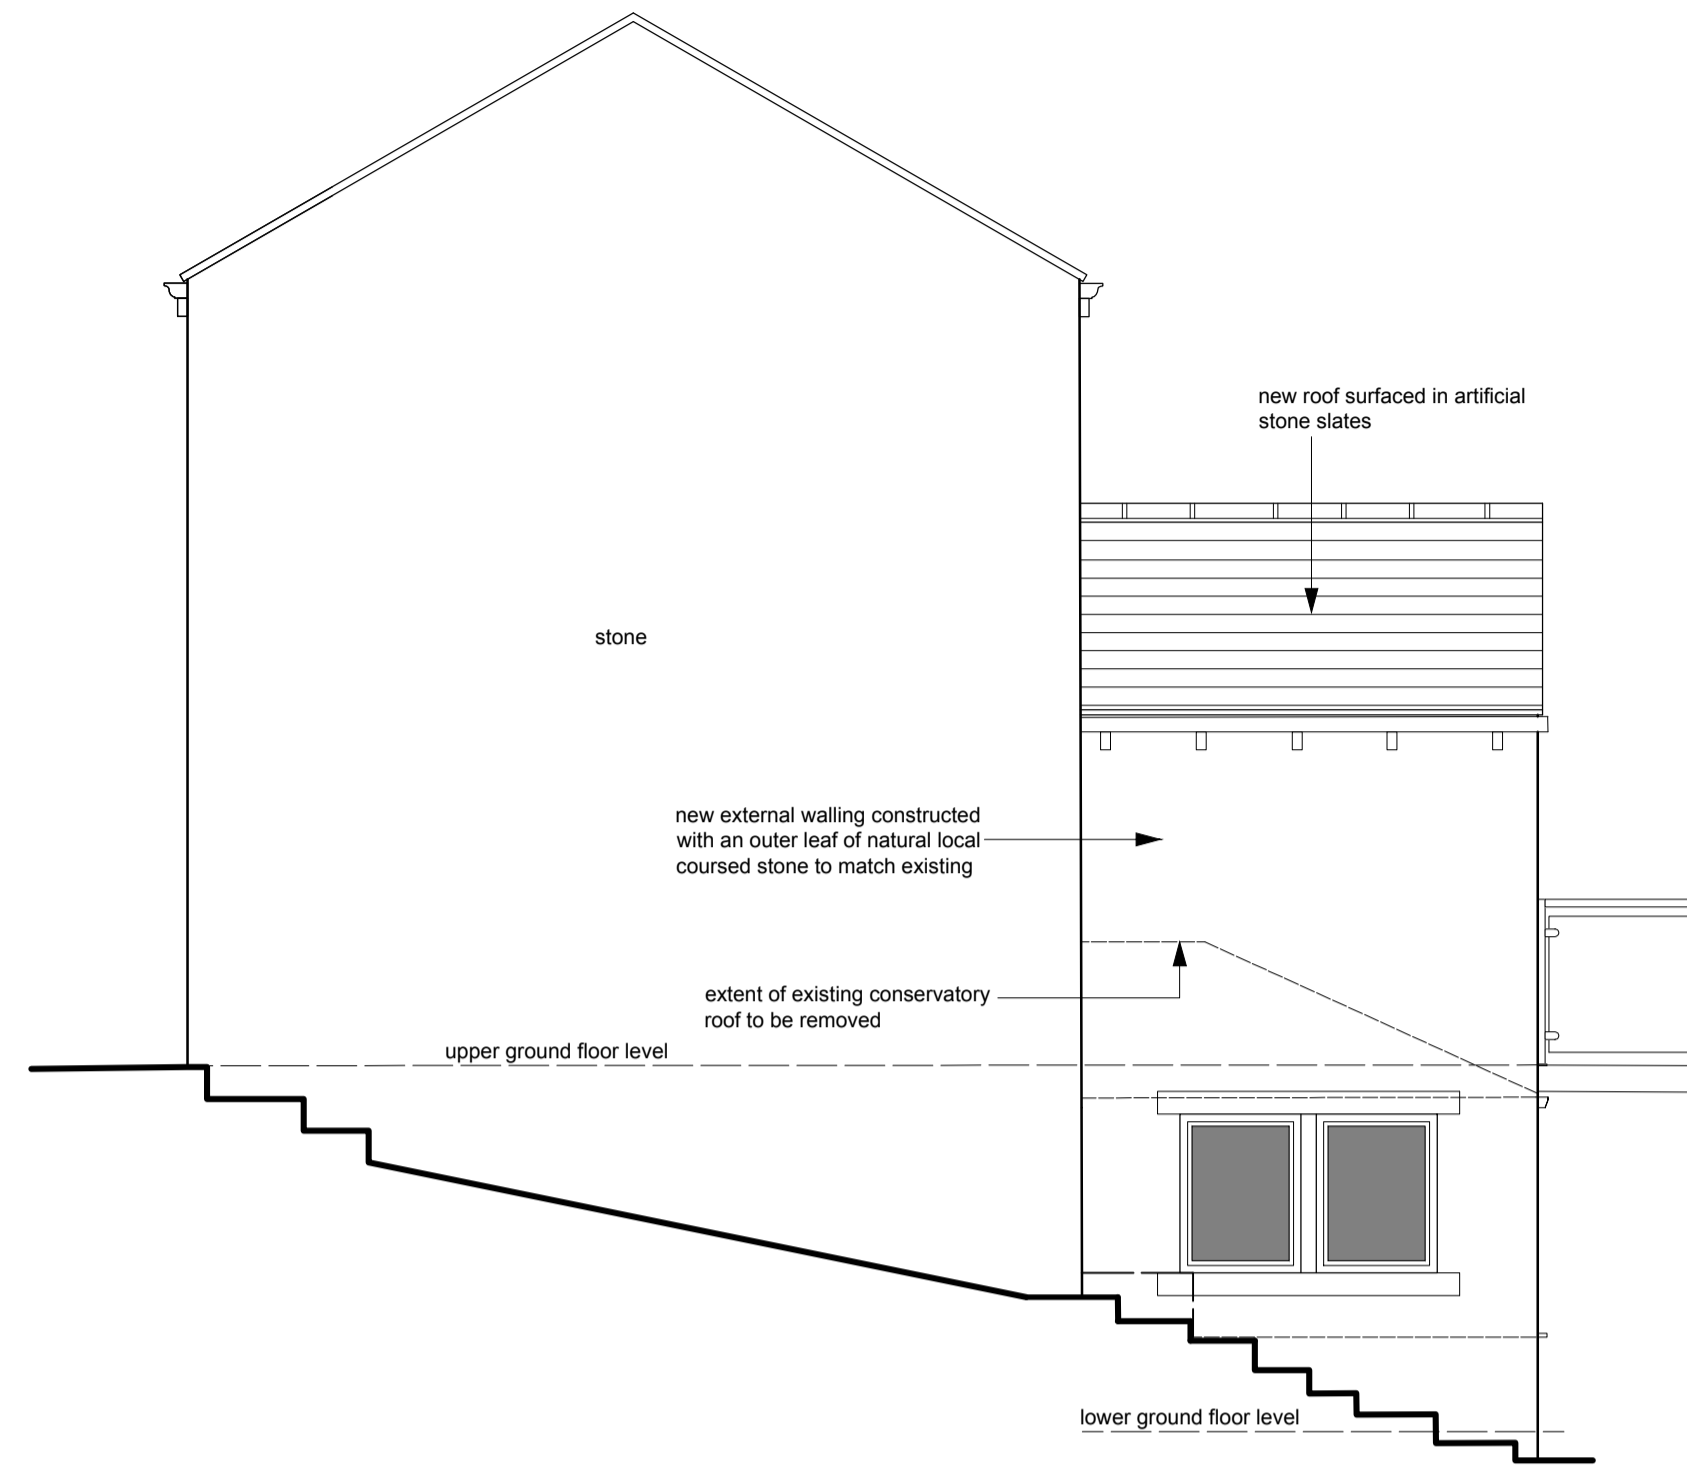 new roof surfaced in artificial
stone slates
stone
new external walling constructed
with an outer leaf of natural local
coursed stone to match existing
extent of existing conservatory
roof to be removed
upper ground floor level
lower ground floor level